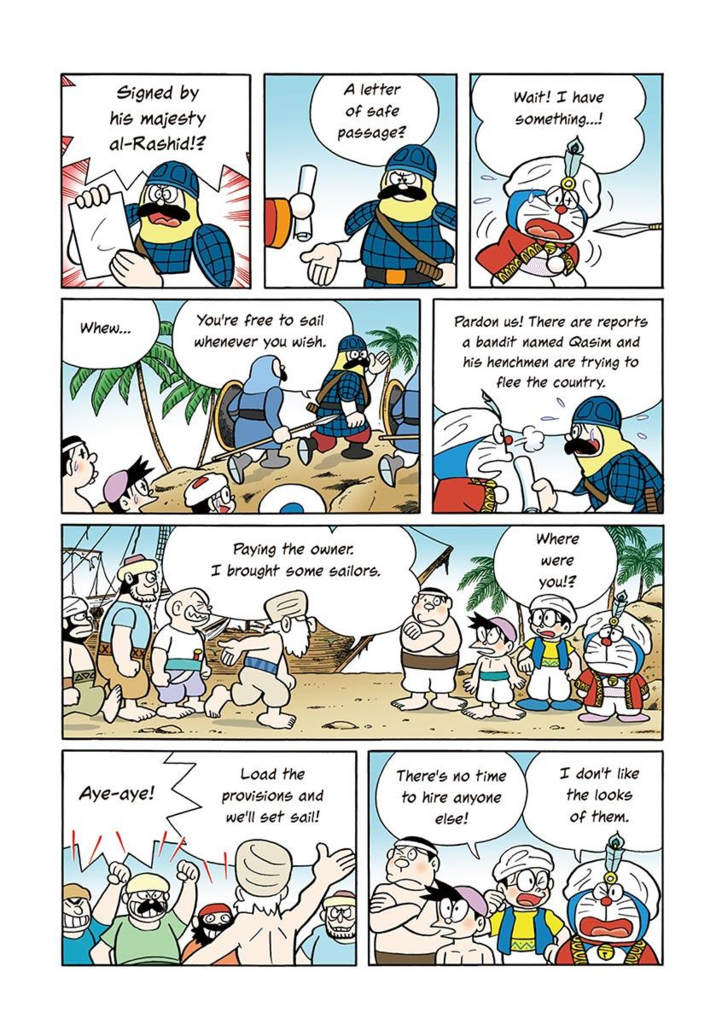 Wait! I have
something...!
A letter
of safe
passage?
Signed by
his majesty
al-Rashid!?
Pardon us! There are reports
a bandit named Qasim and
his henchmen are trying to
flee the country.
You're free to sail
whenever you wish.
Whew...
Where
were
you!?
Paying the owner.
I brought some sailors.
I don't like
the looks
of them.
There's no time
to hire anyone
else!
Load the
provisions and
we'll set sail!
Aye-aye!